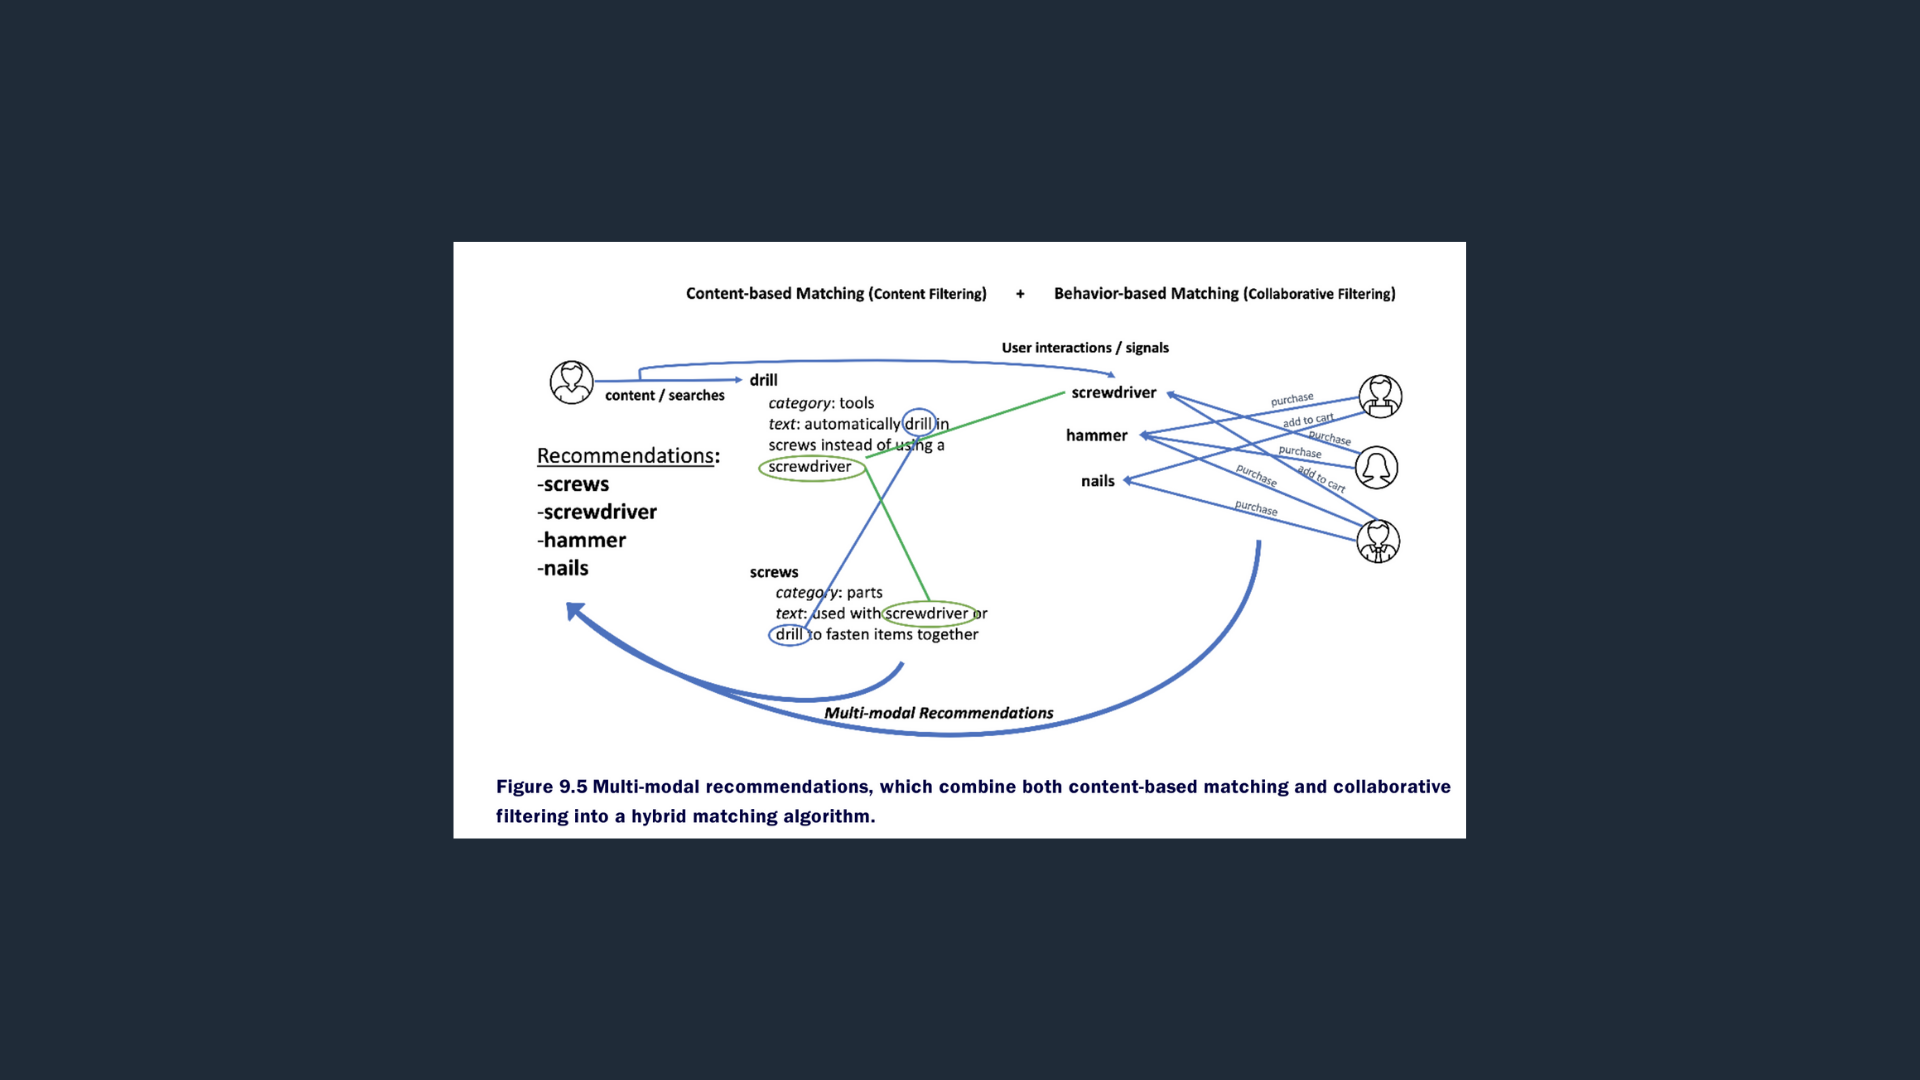 Content-based Matching (Content Filtering) + Behavior-based Matching (Collaborative Filtering)
User interactions / signals
content / searches
drill
category: tools
text: automatically drill in
screws instead of using a
screwdriver
screwdriver
hammer
nails
purchase
add to cart
Purchase
purchase
purchase
add to cart
purchase
Recommendations:
-screws
-screwdriver
-hammer
-nails
screws
category: parts
text: used with screwdriver or
drill to fasten items together
Multi-modal Recommendations
Figure 9.5 Multi-modal recommendations, which combine both content-based matching and collaborative
filtering into a hybrid matching algorithm.